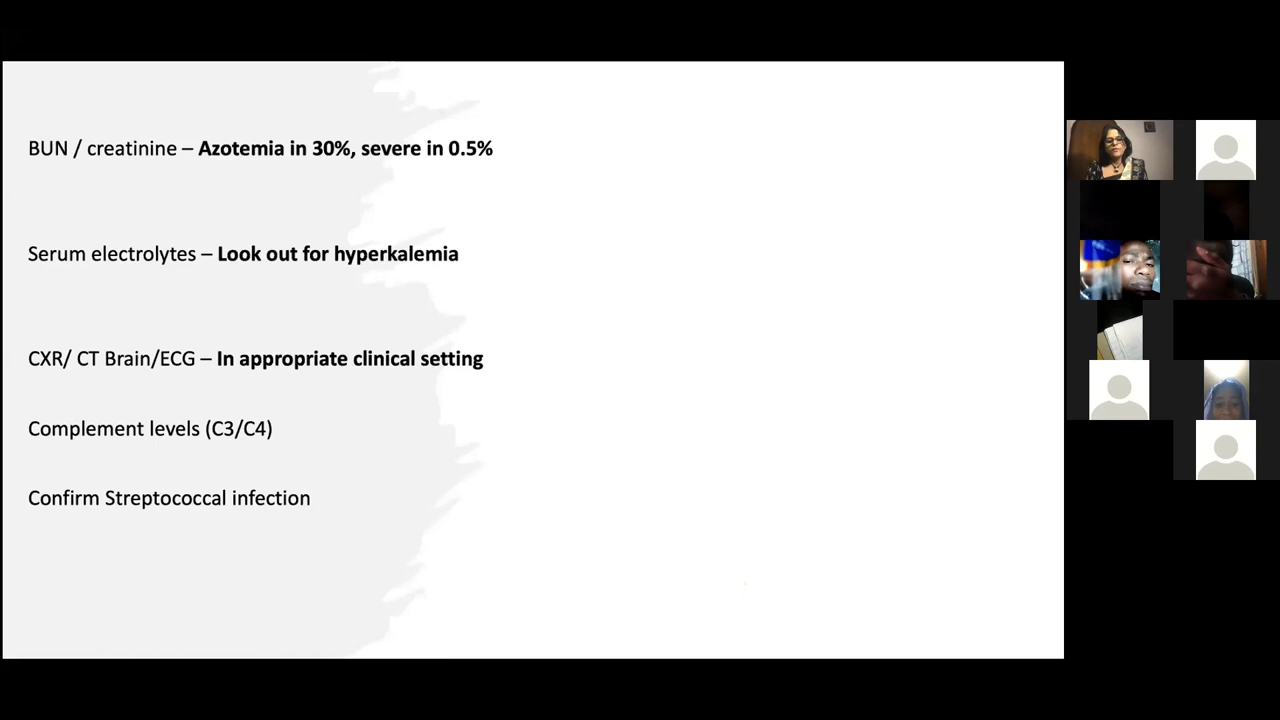 BUN / creatinine – Azotemia in 30%, severe in 0.5%
Serum electrolytes – Look out for hyperkalemia
CXR/ CT Brain/ECG – In appropriate clinical setting
Complement levels (C3/C4)
Confirm Streptococcal infection